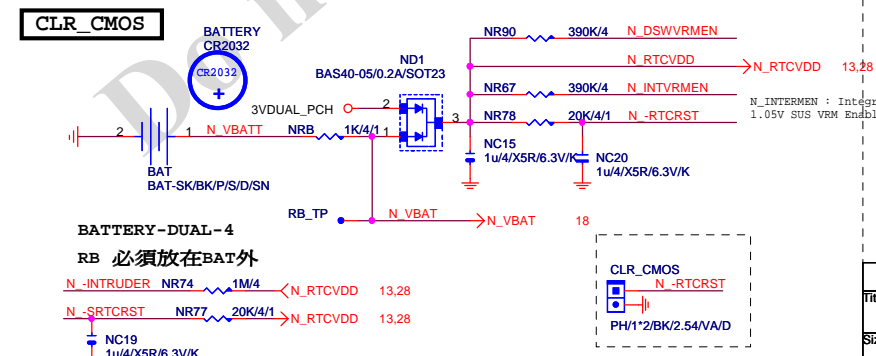 CLR_CMOS
BATTERY
CR2032
CR2032
+
ND1
BAS40-05/0.2A/SOT23
3VDUAL_PCH
2
3
1
NR90 390K/4 N_DSWVRMEN
N_RTCVDD N_RTCVDD 13,28
NR67 390K/4 N_INTVRMEN
NR78 20K/4/1 N_-RTCRST
N_INTERMEN : Integr
1.05V SUS VRM Enabl
2 1 N_VBATT NRB 1K/4/1
BAT
BAT-SK/BK/P/S/D/SN
NC15
1u/4/X5R/6.3V/K
NC20
1u/4/X5R/6.3V/K
RB_TP N_VBAT N_VBAT 18
BATTERY-DUAL-4
RB 必須放在BAT外
N_-INTRUDER NR74 1M/4 N_RTCVDD 13,28
N_-SRTCRST NR77 20K/4/1 N_RTCVDD 13,28
NC19
1u/4/X5R/6.3V/K
CLR_CMOS
N_-RTCRST
PH/1*2/BK/2.54/VA/D
Tit
Siz